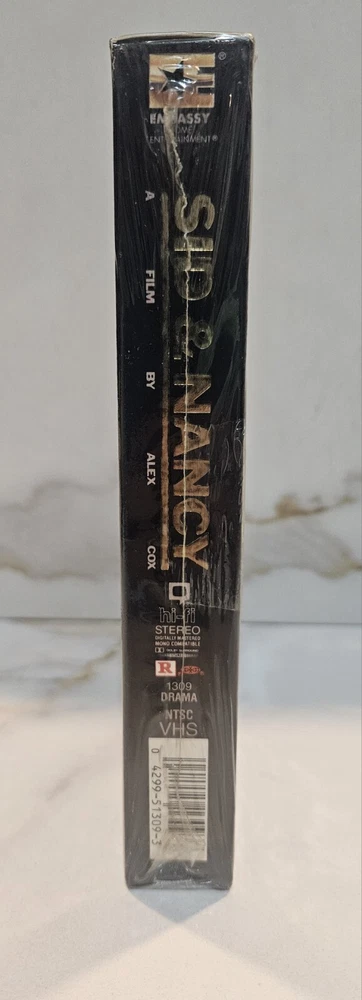 EMBASSY
HOME
ENTERTAINMENT®
SID & NANCY
A FILM BY ALEX COX
hi-fi
STEREO
DIGITALLY MASTERED
MONO COMPATIBLE
R
1309
DRAMA
NTSC
VHS
0 4299-51309-3